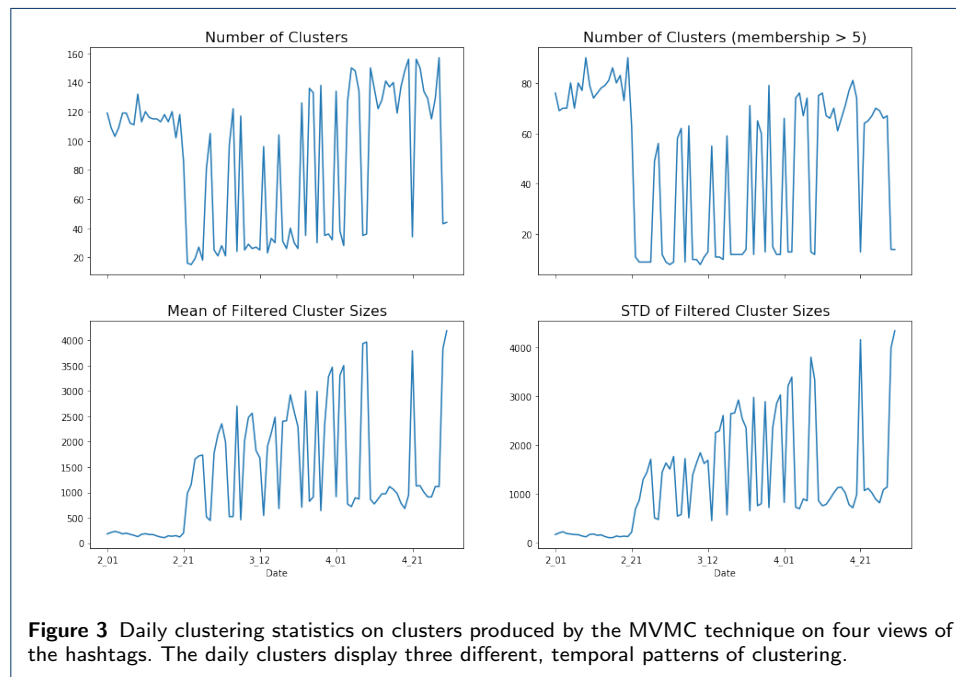 Number of Clusters
160
140
120
100
80
60
40
20
Number of Clusters (membership > 5)
80
60
40
20
Mean of Filtered Cluster Sizes
4000
3500
3000
2500
2000
1500
1000
500
0
2_01 2_21 3_12 4_01 4_21
Date
STD of Filtered Cluster Sizes
4000
3000
2000
1000
0
2_01 2_21 3_12 4_01 4_21
Date
Figure 3 Daily clustering statistics on clusters produced by the MVMC technique on four views of
the hashtags. The daily clusters display three different, temporal patterns of clustering.